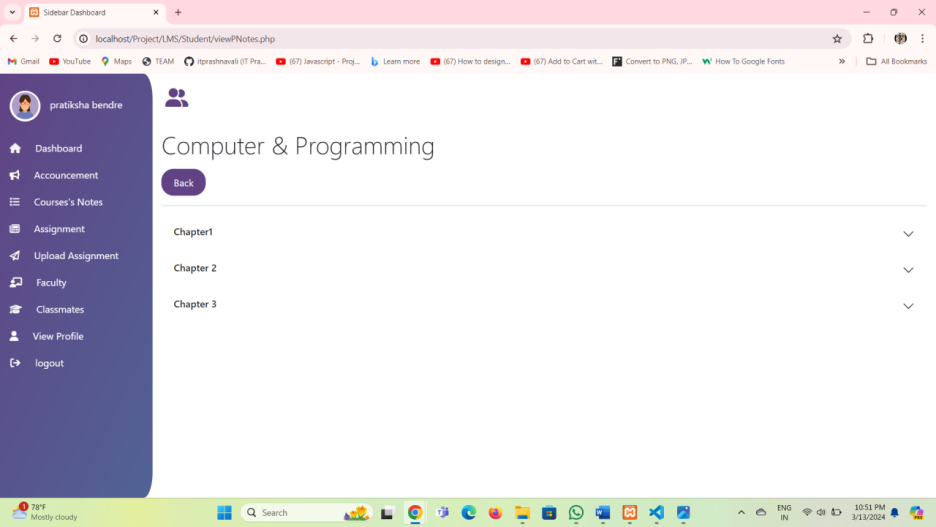 Sidebar Dashboard
localhost/Project/LMS/Student/viewPNotes.php
Gmail YouTube Maps TEAM itprashnavali (IT Pra... (67) Javascript - Proj... Learn more (67) How to design... (67) Add to Cart wit... Convert to PNG, JP... How To Google Fonts » All Bookmarks
pratiksha bendre
Dashboard
Accouncement
Courses's Notes
Assignment
Upload Assignment
Faculty
Classmates
View Profile
logout
Computer & Programming
Back
Chapter1
Chapter 2
Chapter 3
1
78°F
Mostly cloudy
Search
ENG
IN
10:51 PM
3/13/2024